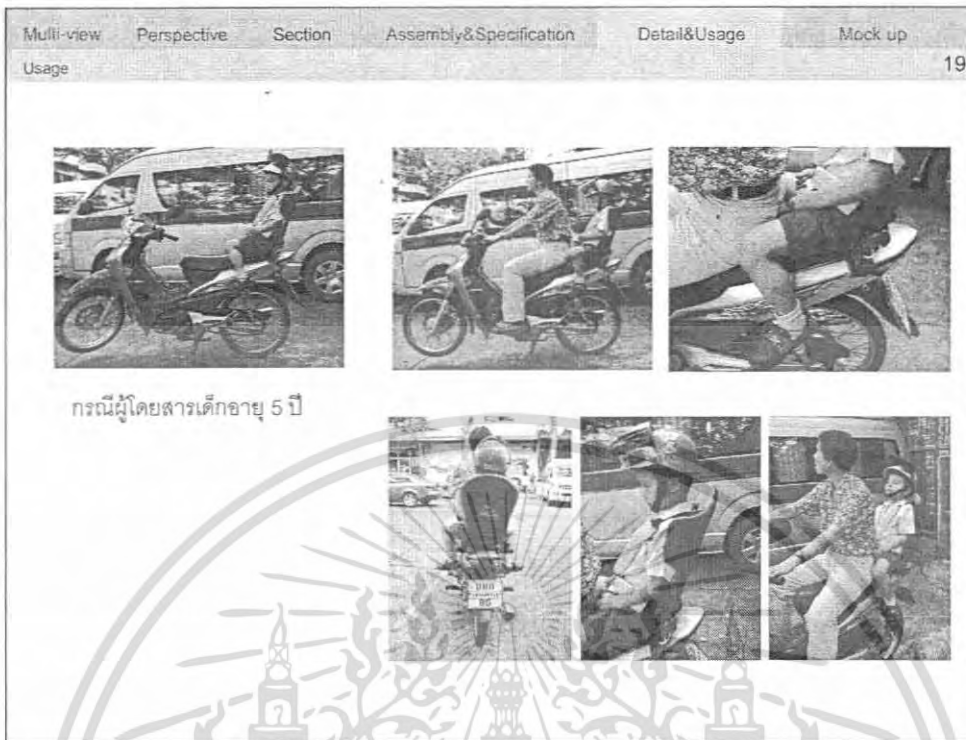 Multi-view Perspective Section Assembly&Specification Detail&Usage Mock up
Usage 19
กรณีผู้โดยสารเด็กอายุ 5 ปี